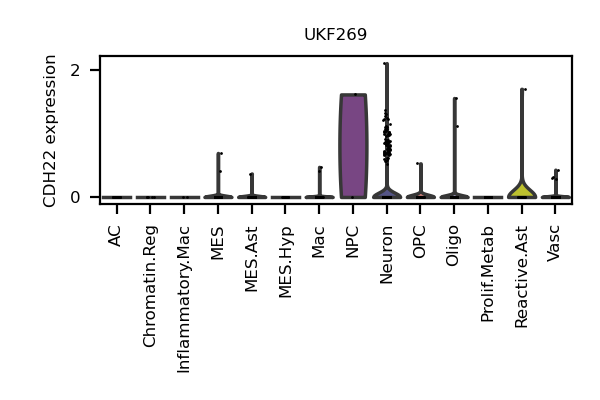 UKF269
CDH22 expression
2
0
AC
Chromatin.Reg
Inflammatory.Mac
MES
MES.Ast
MES.Hyp
Mac
NPC
Neuron
OPC
Oligo
Prolif.Metab
Reactive.Ast
Vasc